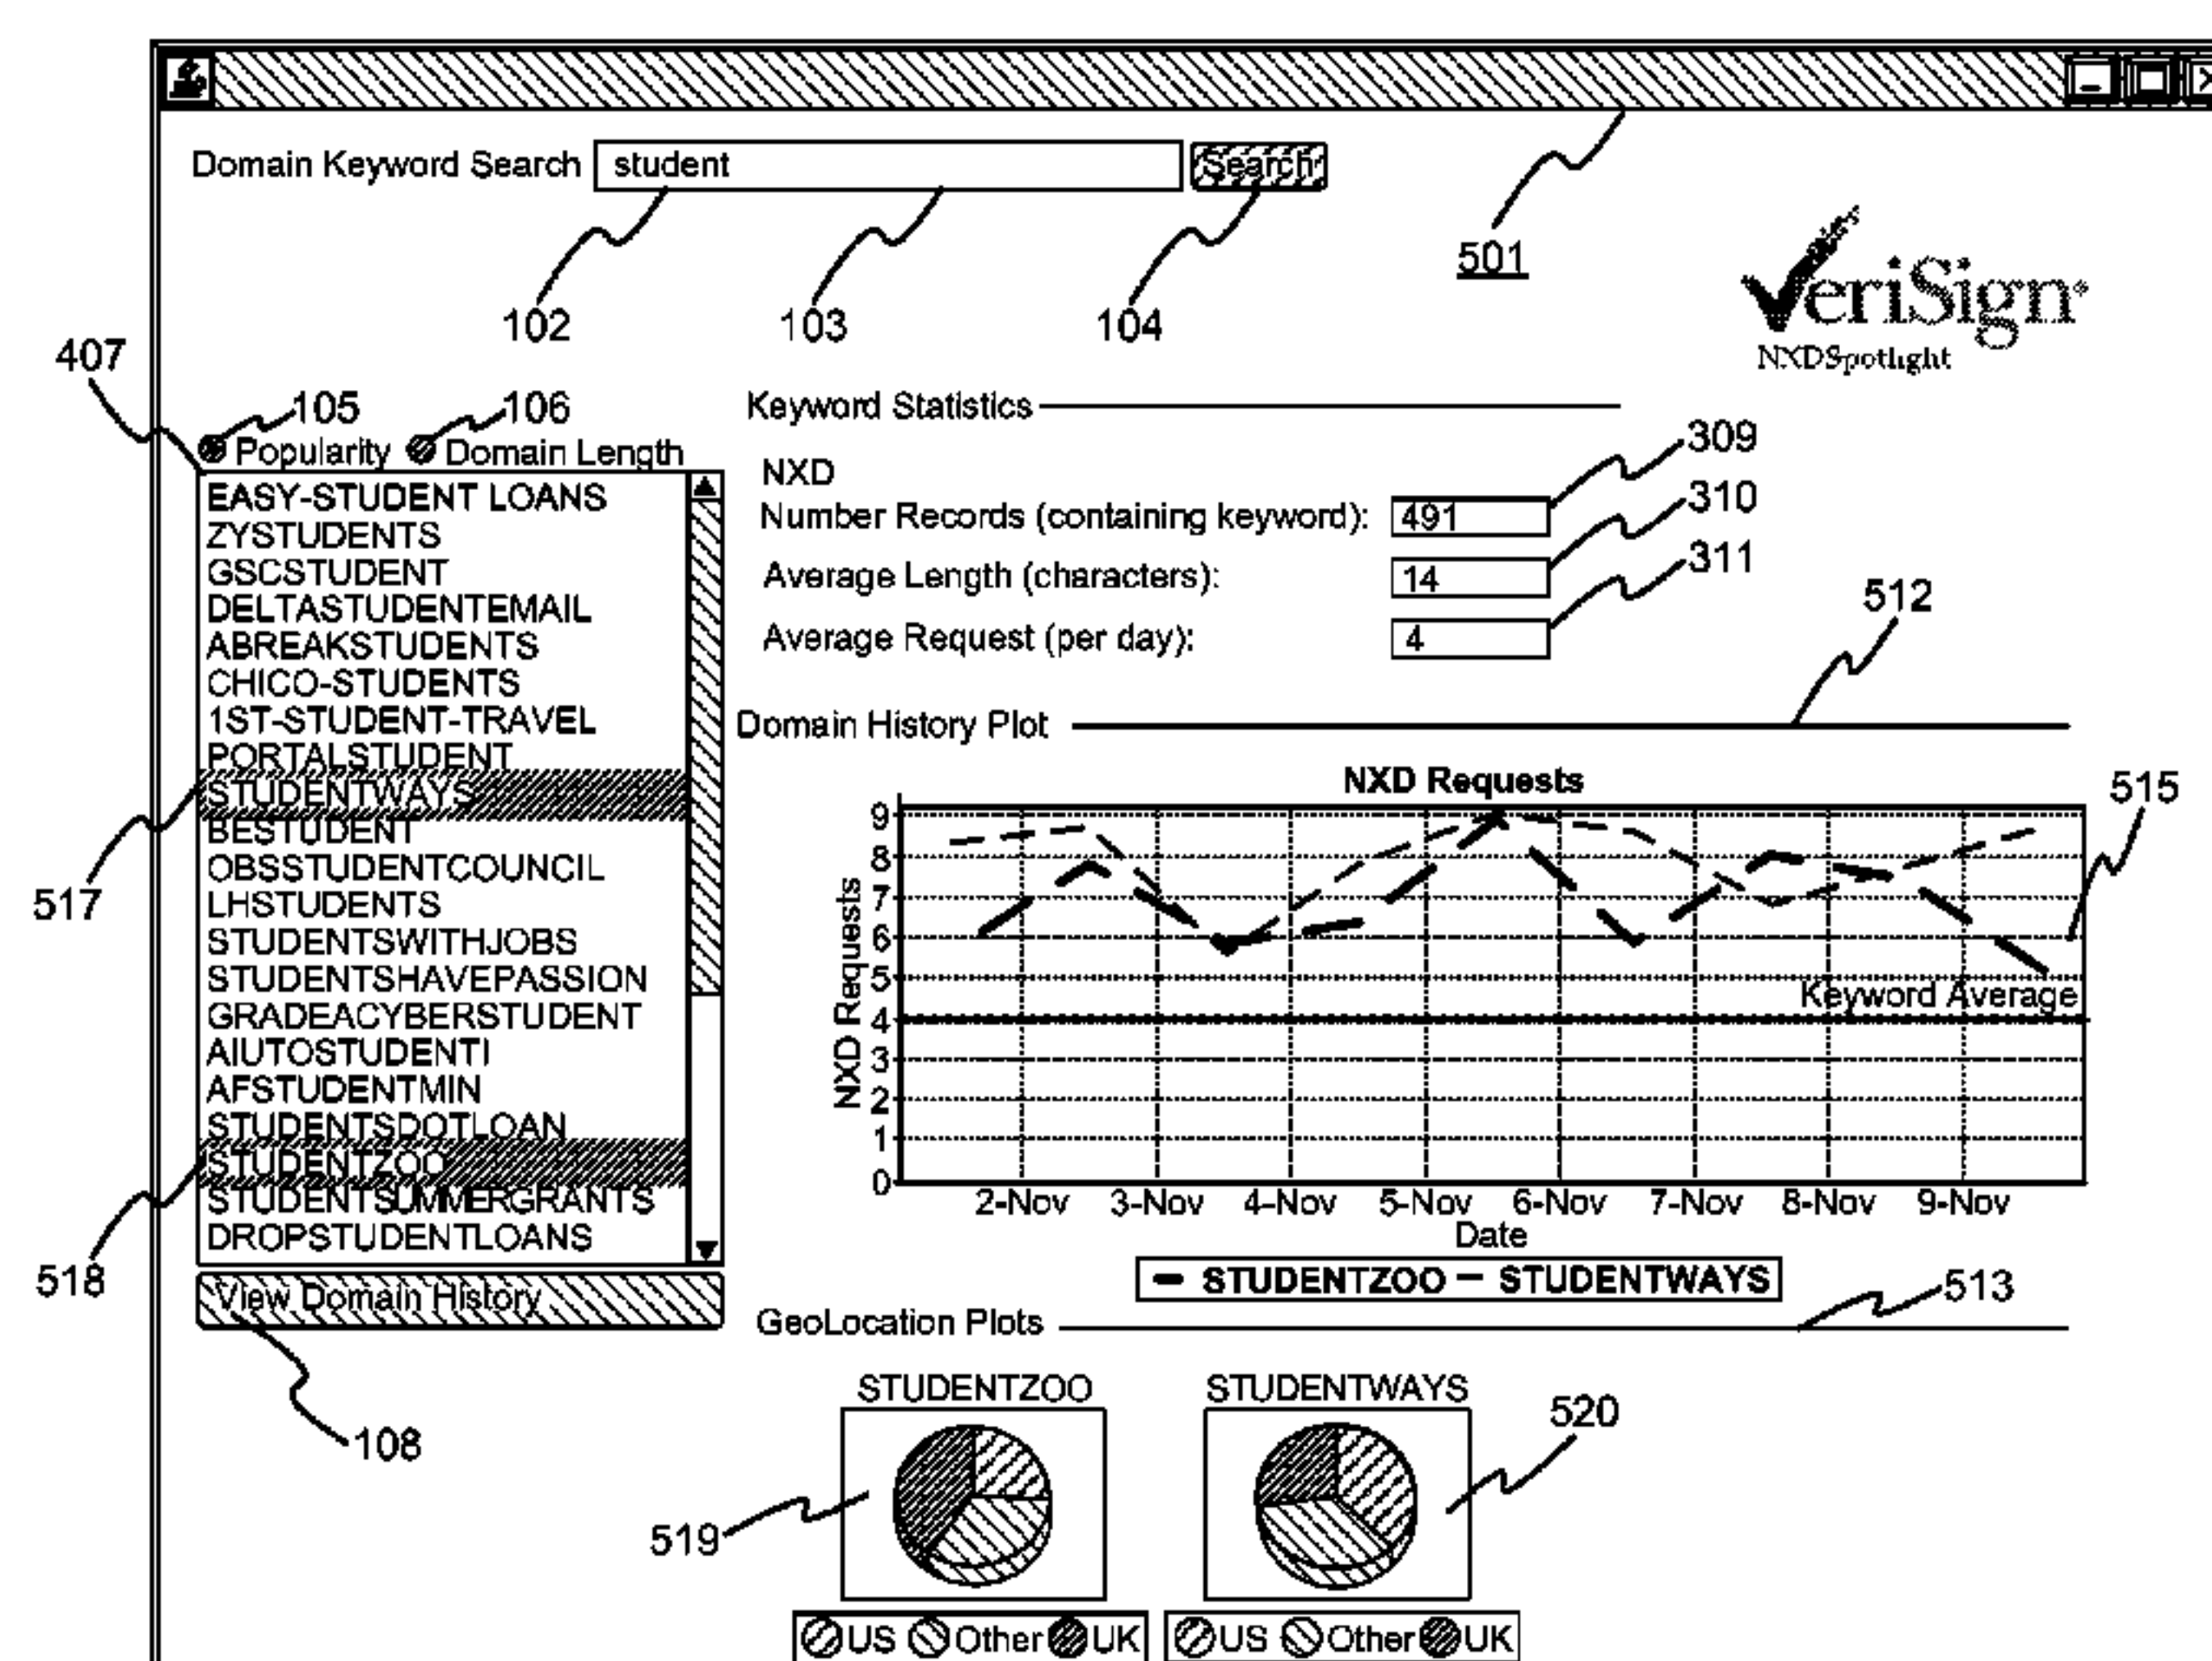 Domain Keyword Search student Search
102 103 104 501
VeriSign
NXDSpotlight
407
105 106
Popularity Domain Length
EASY-STUDENT LOANS
ZYSTUDENTS
GSCSTUDENT
DELTASTUDENTEMAIL
ABREAKSTUDENTS
CHICO-STUDENTS
1ST-STUDENT-TRAVEL
PORTALSTUDENT
STUDENTWAYS
BESTUDENT
OBSSTUDENTCOUNCIL
LHSTUDENTS
STUDENTSWITHJOBS
STUDENTSHAVEPASSION
GRADEACYBERSTUDENT
AIUTOSTUDENTI
AFSTUDENTMIN
STUDENTSDOTLOAN
STUDENTZOO
STUDENTSUMMERGRANTS
DROPSTUDENTLOANS
View Domain History
517
518
108
Keyword Statistics
NXD
Number Records (containing keyword): 491
Average Length (characters): 14
Average Request (per day): 4
309
310
311
512
Domain History Plot
NXD Requests
515
NXD Requests
9
8
7
6
5
4
3
2
1
0
Keyword Average
2-Nov 3-Nov 4-Nov 5-Nov 6-Nov 7-Nov 8-Nov 9-Nov
Date
STUDENTZOO STUDENTWAYS
513
GeoLocation Plots
STUDENTZOO STUDENTWAYS
519
520
US Other UK US Other UK